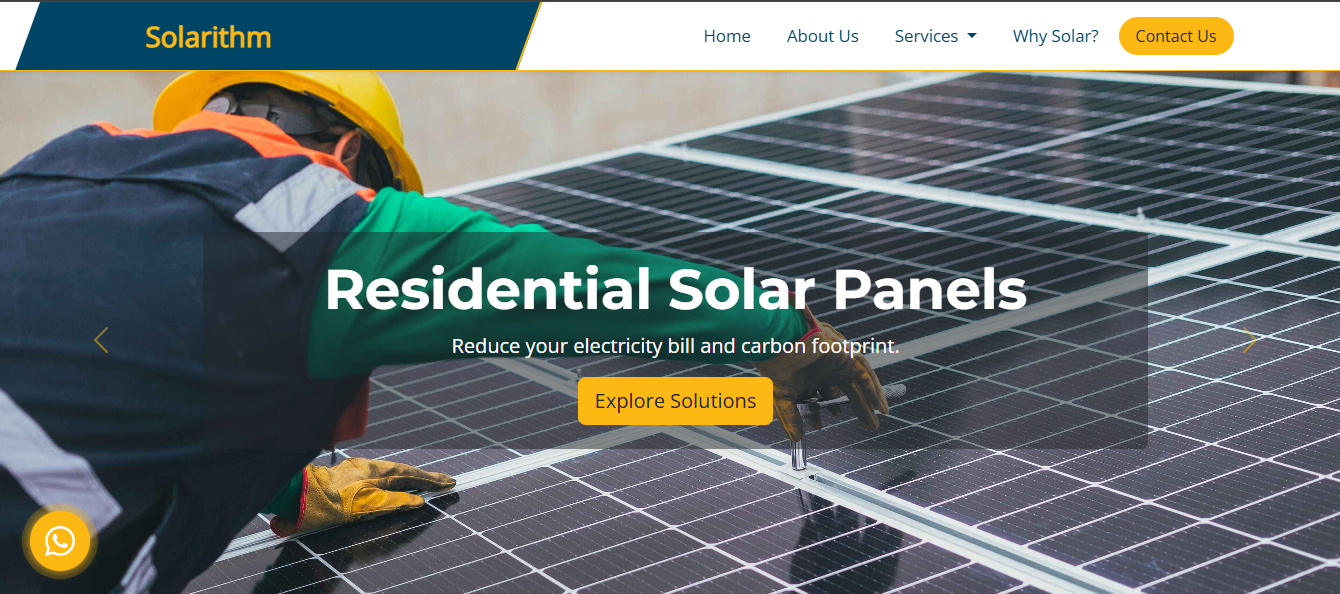 Solarithm
Home About Us Services Why Solar? Contact Us
Residential Solar Panels
Reduce your electricity bill and carbon footprint.
Explore Solutions